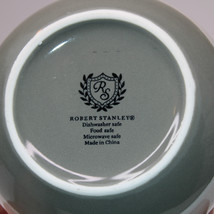 RS
ROBERT STANLEY®
Dishwasher safe
Food safe
Microwave safe
Made in China